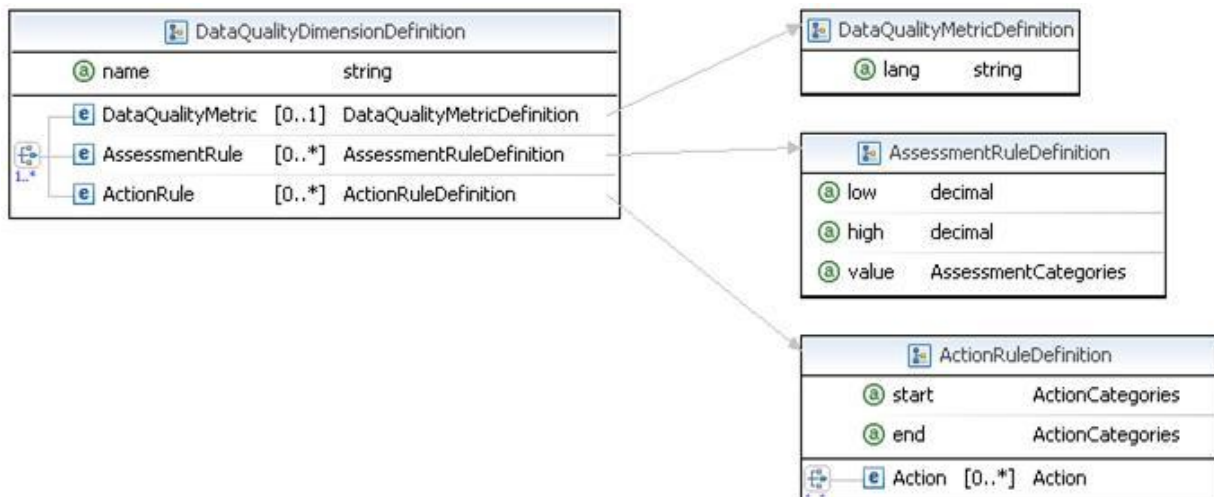 DataQualityDimensionDefinition
a name string
e DataQualityMetric [0..1] DataQualityMetricDefinition
e AssessmentRule [0..*] AssessmentRuleDefinition
1..*
e ActionRule [0..*] ActionRuleDefinition
DataQualityMetricDefinition
a lang string
AssessmentRuleDefinition
a low decimal
a high decimal
a value AssessmentCategories
ActionRuleDefinition
a start ActionCategories
a end ActionCategories
e Action [0..*] Action